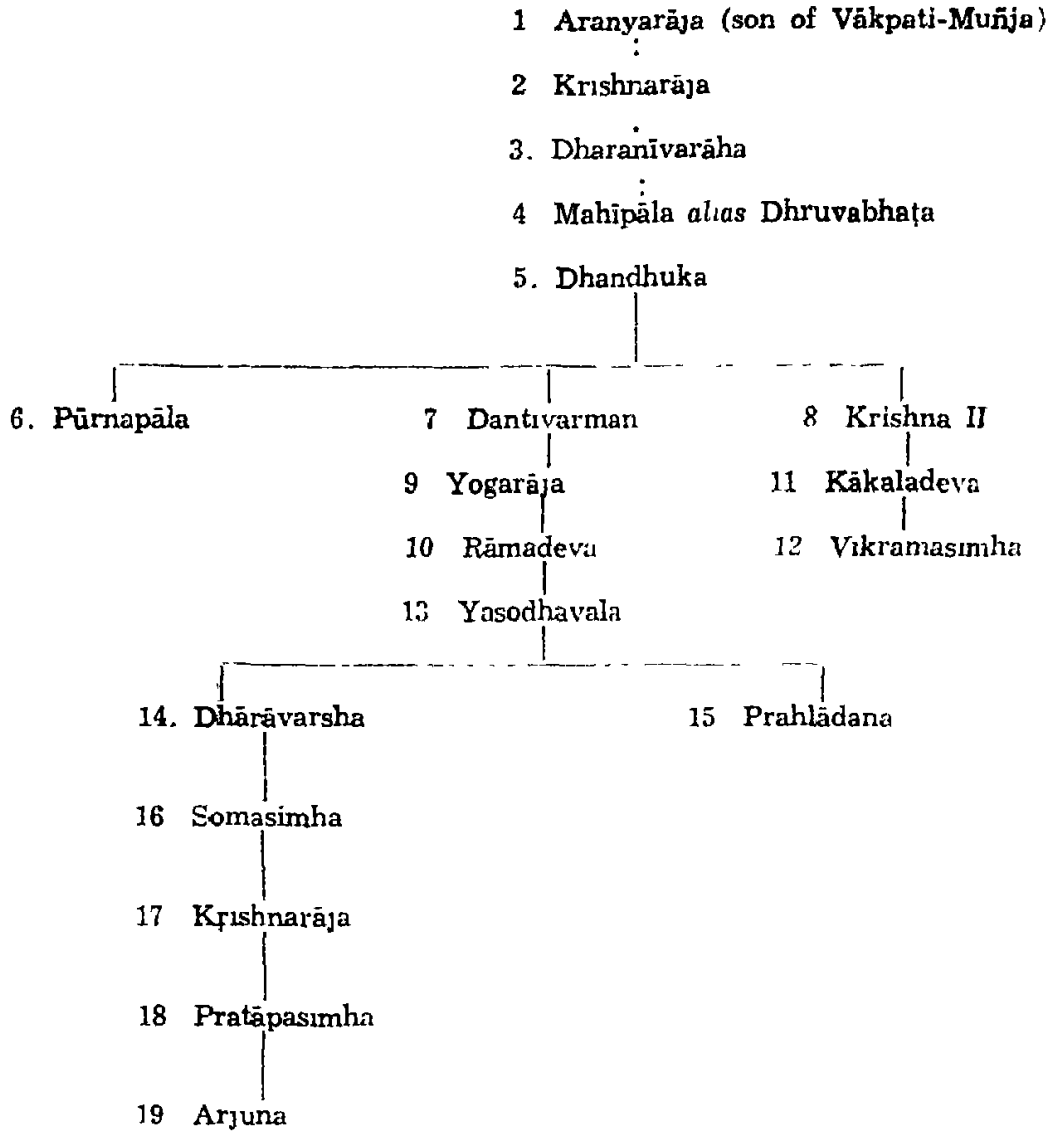 1 Aranyarāja (son of Vākpati-Muñja)
2 Krishnarāja
3. Dharanīvarāha
4 Mahīpāla alias Dhruvabhaṭa
5. Dhandhuka
6. Pūrnapāla 7 Dantivarman 8 Krishna II
9 Yogarāja 11 Kākaladeva
10 Rāmadeva 12 Vikramasimha
13 Yasodhavala
14. Dhārāvarsha 15 Prahlādana
16 Somasimha
17 Kṛishnarāja
18 Pratāpasimha
19 Arjuna